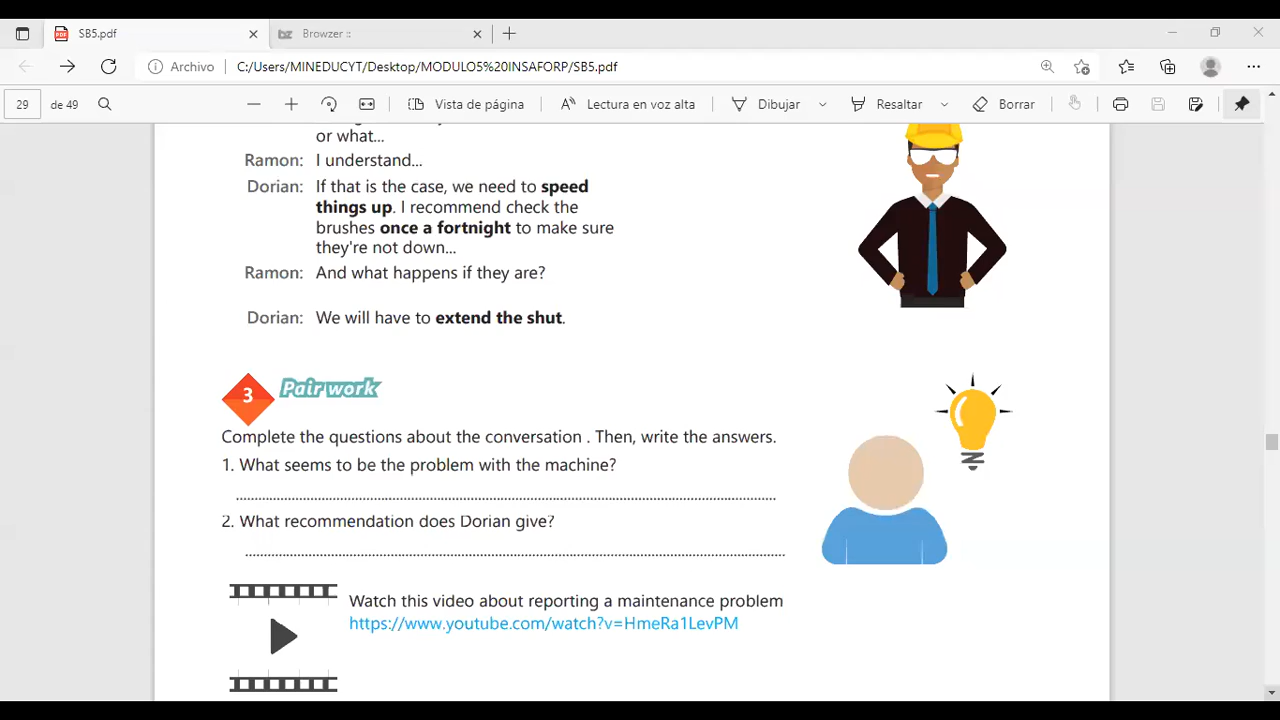 SB5.pdf
Browzer ::
Archivo
C:/Users/MINEDUCYT/Desktop/MODULO5%20INSAFORP/SB5.pdf
29
de 49
Vista de página
Lectura en voz alta
Dibujar
Resaltar
Borrar
or what...
Ramon: I understand...
Dorian: If that is the case, we need to speed
things up. I recommend check the
brushes once a fortnight to make sure
they're not down...
Ramon: And what happens if they are?
Dorian: We will have to extend the shut.
3
Pair work
Complete the questions about the conversation . Then, write the answers.
1. What seems to be the problem with the machine?
2. What recommendation does Dorian give?
Watch this video about reporting a maintenance problem
https://www.youtube.com/watch?v=HmeRa1LevPM